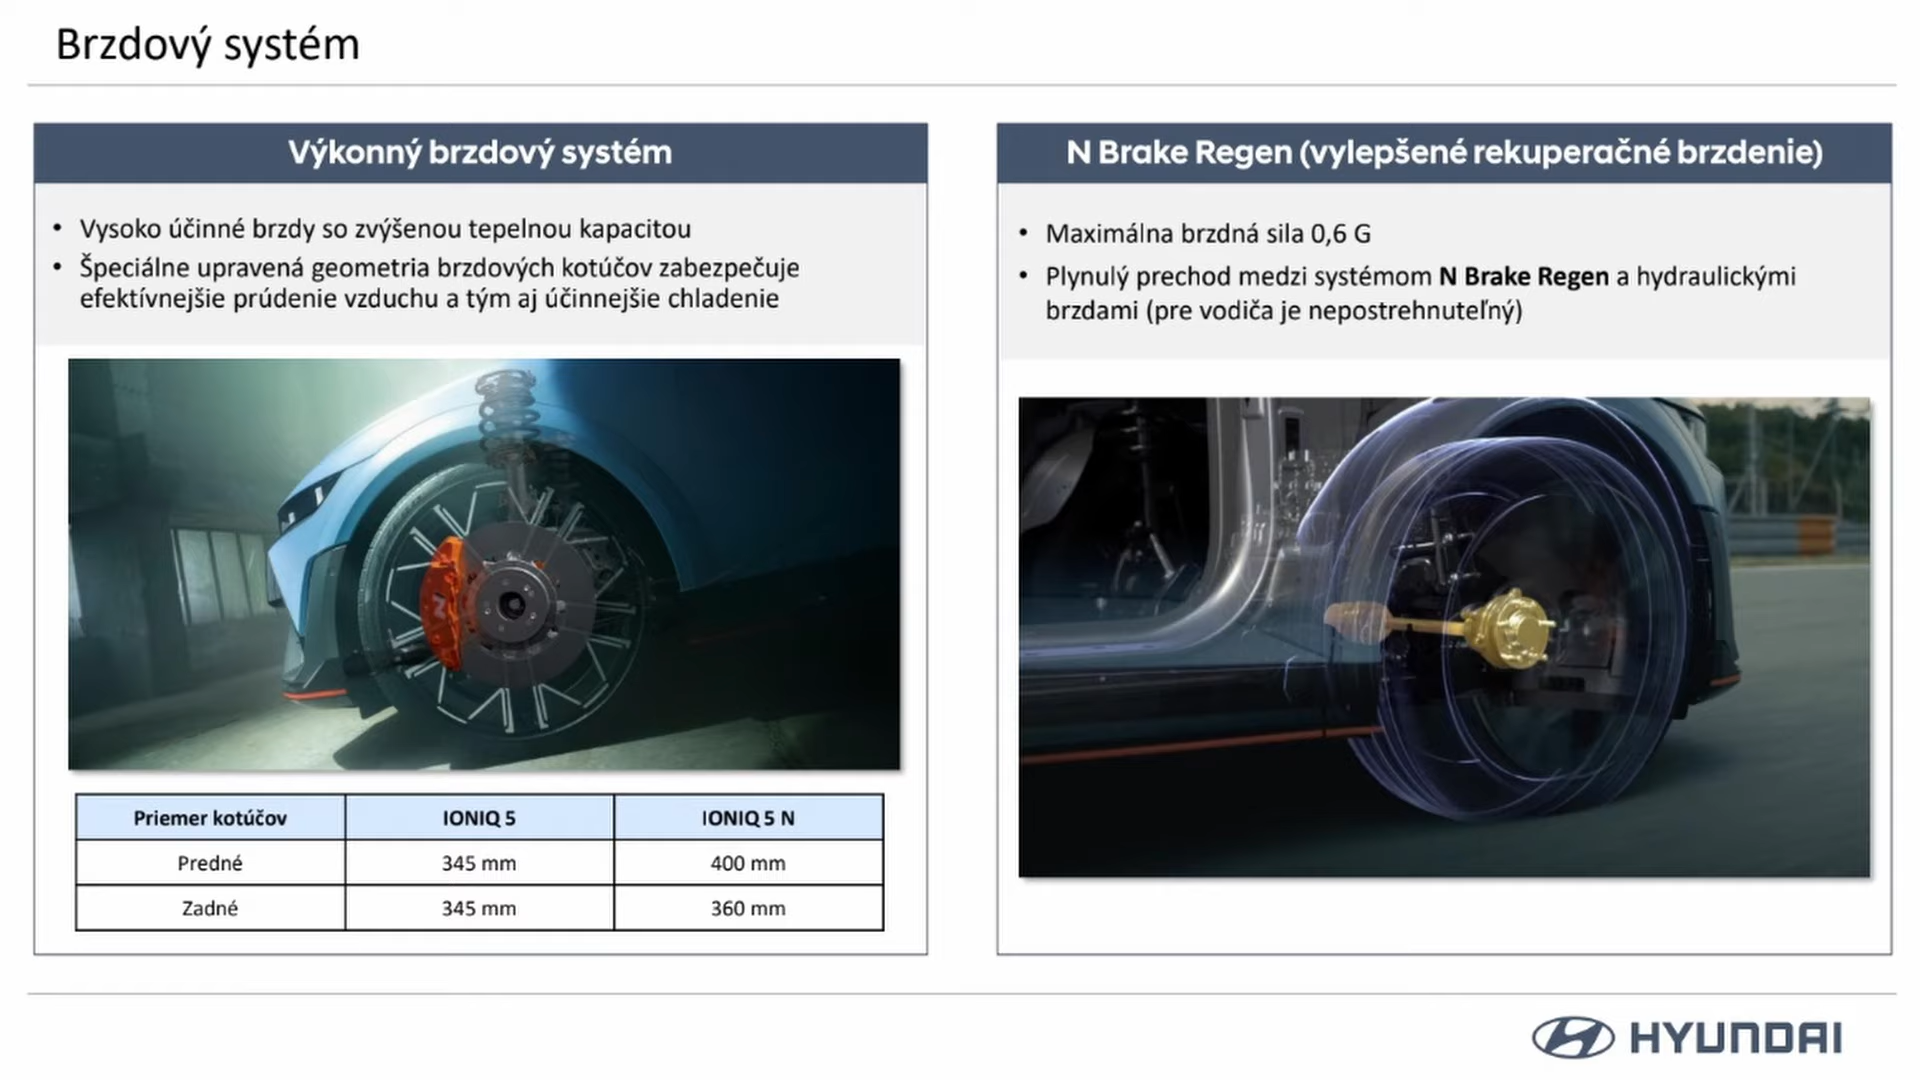 Brzdový systém
Výkonný brzdový systém
• Vysoko účinné brzdy so zvýšenou tepelnou kapacitou
• Špeciálne upravená geometria brzdových kotúčov zabezpečuje
efektívnejšie prúdenie vzduchu a tým aj účinnejšie chladenie
N
Priemer kotúčov IONIQ 5 IONIQ 5 N
Predné 345 mm 400 mm
Zadné 345 mm 360 mm
N Brake Regen (vylepšené rekuperačné brzdenie)
• Maximálna brzdná sila 0,6 G
• Plynulý prechod medzi systémom N Brake Regen a hydraulickými
brzdami (pre vodiča je nepostrehnuteľný)
HYUNDAI